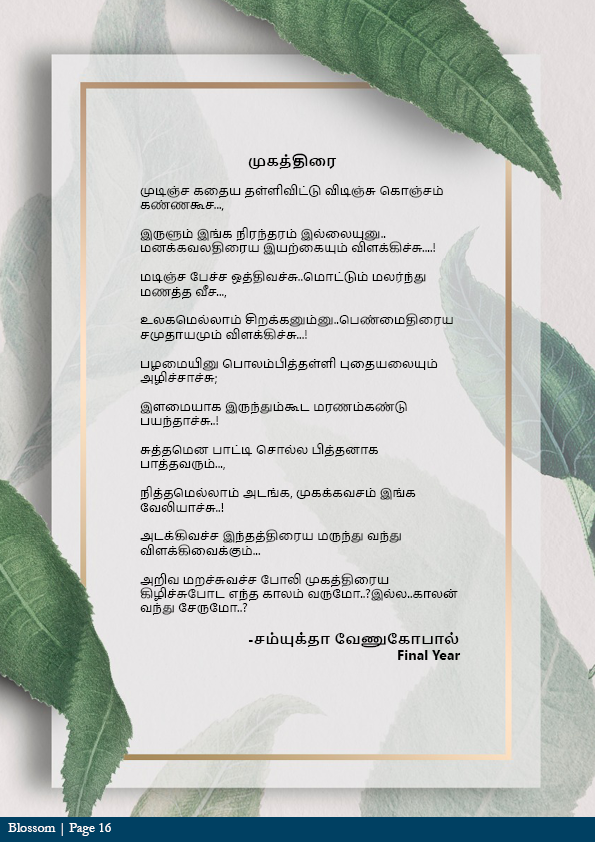 முகத்திரை
முடிஞ்ச கதைய தள்ளிவிட்டு விடிஞ்சு கொஞ்சம்
கண்ணகூச...,
இருளும் இங்க நிரந்தரம் இல்லையுனு..
மனக்கவலதிரைய இயற்கையும் விளக்கிச்சு....!
மடிஞ்ச பேச்ச ஒத்திவச்சு..மொட்டும் மலர்ந்து
மணத்த வீச...,
உலகமெல்லாம் சிறக்கனும்னு..பெண்மைதிரைய
சமுதாயமும் விளக்கிச்சு...!
பழமையினு பொலம்பித்தள்ளி புதையலையும்
அழிச்சாச்சு;
இளமையாக இருந்தும்கூட மரணம்கண்டு
பயந்தாச்சு..!
சுத்தமென பாட்டி சொல்ல பித்தனாக
பாத்தவரும்...,
நித்தமெல்லாம் அடங்க, முகக்கவசம் இங்க
வேலியாச்சு..!
அடக்கிவச்ச இந்தத்திரைய மருந்து வந்து
விளக்கிவைக்கும்...
அறிவ மறச்சுவச்ச போலி முகத்திரைய
கிழிச்சுபோட எந்த காலம் வருமோ..?இல்ல..காலன்
வந்து சேருமோ..?
-சம்யுக்தா வேணுகோபால்
Final Year
Blossom | Page 16